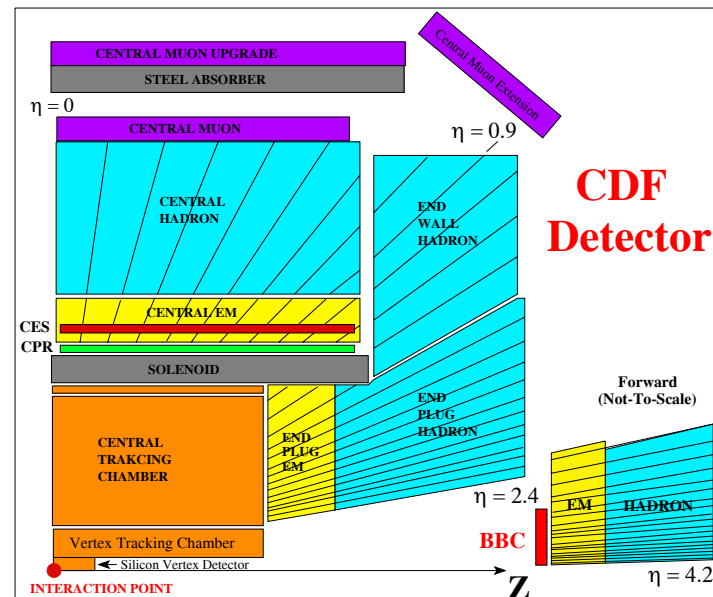 CENTRAL MUON UPGRADE
STEEL ABSORBER
Central Muon Extension
η = 0
CENTRAL MUON
η = 0.9
CENTRAL
HADRON
END
WALL
HADRON
CDF
Detector
CENTRAL EM
CES
CPR
SOLENOID
Forward
(Not-To-Scale)
CENTRAL
TRAKCING
CHAMBER
END
PLUG
EM
END
PLUG
HADRON
η = 2.4
EM
HADRON
BBC
Vertex Tracking Chamber
Silicon Vertex Detector
INTERACTION POINT
Z
η = 4.2